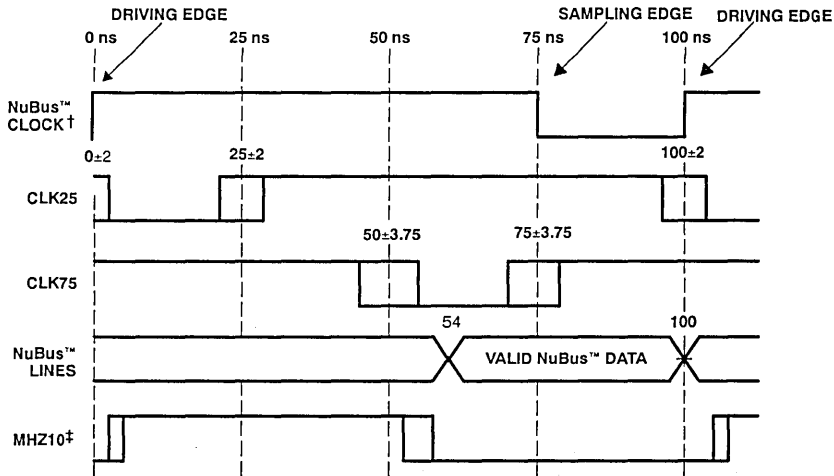 DRIVING EDGE
SAMPLING EDGE
DRIVING EDGE
0 ns
25 ns
50 ns
75 ns
100 ns
NuBus™
CLOCK†
0±2
25±2
100±2
CLK25
50±3.75
75±3.75
CLK75
54
100
NuBus™
LINES
VALID NuBus™ DATA
MHZ10‡